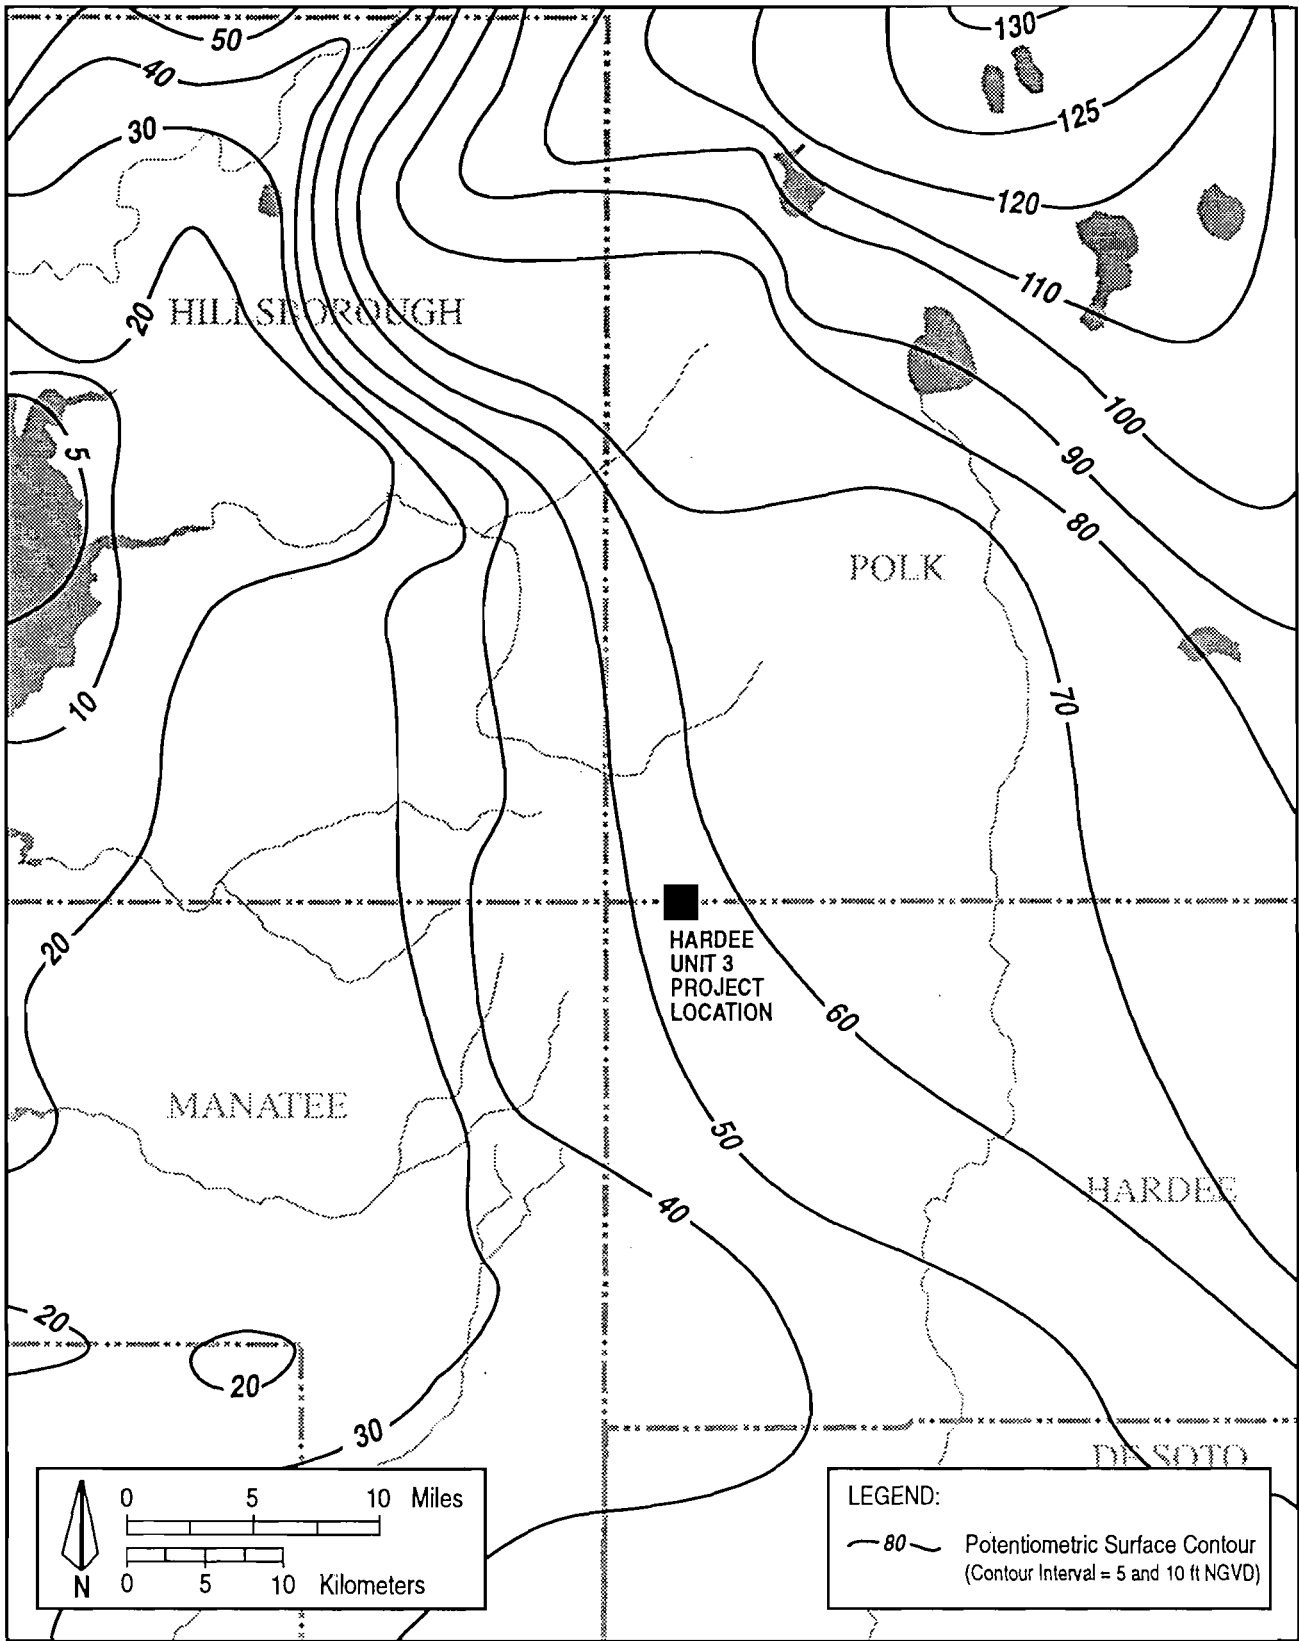 50
130
40
125
30
120
110
20
HILLSBOROUGH
100
5
90
80
POLK
10
70
20
HARDEE
UNIT 3
PROJECT
LOCATION
60
MANATEE
50
HARDEE
40
20
20
30
DE SOTO
0 5 10 Miles
0 5 10 Kilometers
N
LEGEND:
80 Potentiometric Surface Contour
(Contour Interval = 5 and 10 ft NGVD)